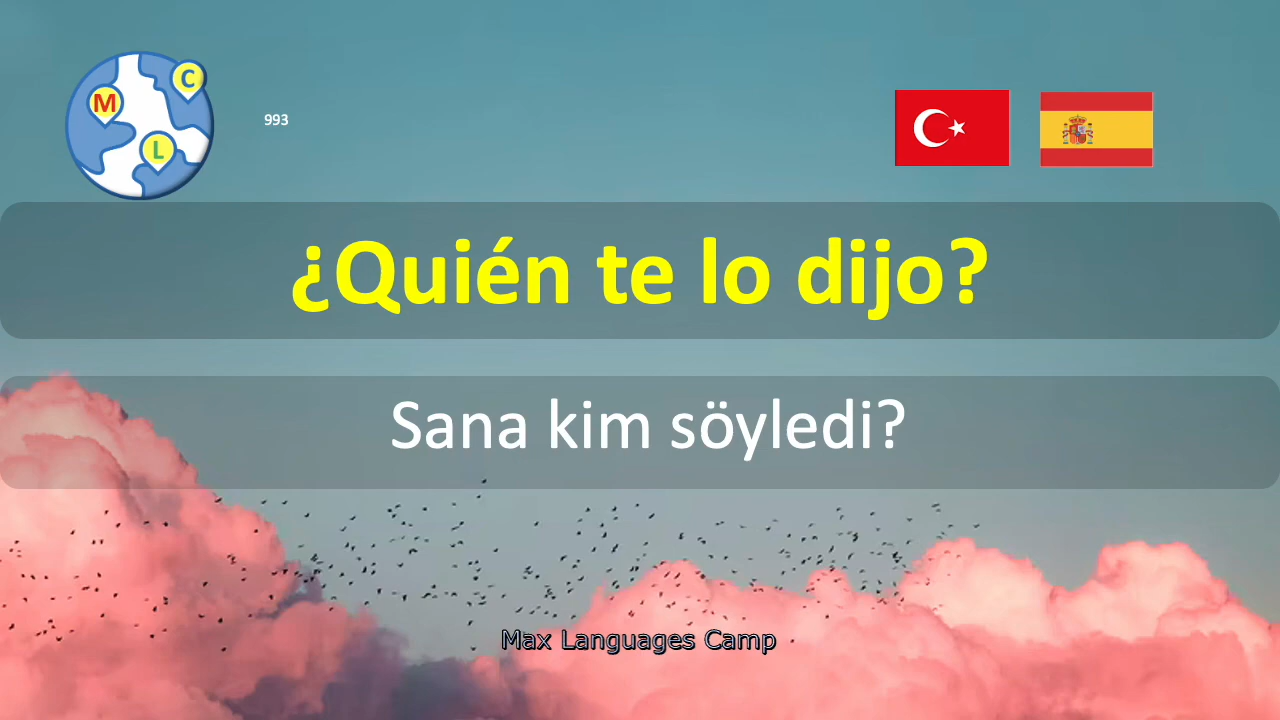 C
M
L
993
¿Quién te lo dijo?
Sana kim söyledi?
Max Languages Camp